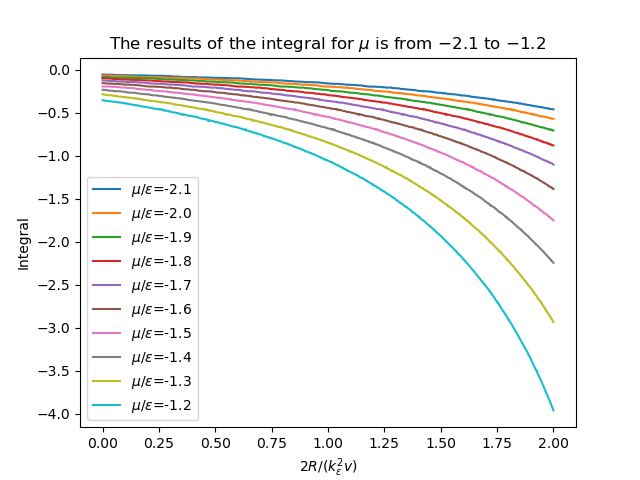 The results of the integral for μ is from −2.1 to −1.2
Integral
0.0
−0.5
−1.0
−1.5
−2.0
−2.5
−3.0
−3.5
−4.0
μ/ε=-2.1
μ/ε=-2.0
μ/ε=-1.9
μ/ε=-1.8
μ/ε=-1.7
μ/ε=-1.6
μ/ε=-1.5
μ/ε=-1.4
μ/ε=-1.3
μ/ε=-1.2
0.00 0.25 0.50 0.75 1.00 1.25 1.50 1.75 2.00
2R/(k²_εv)